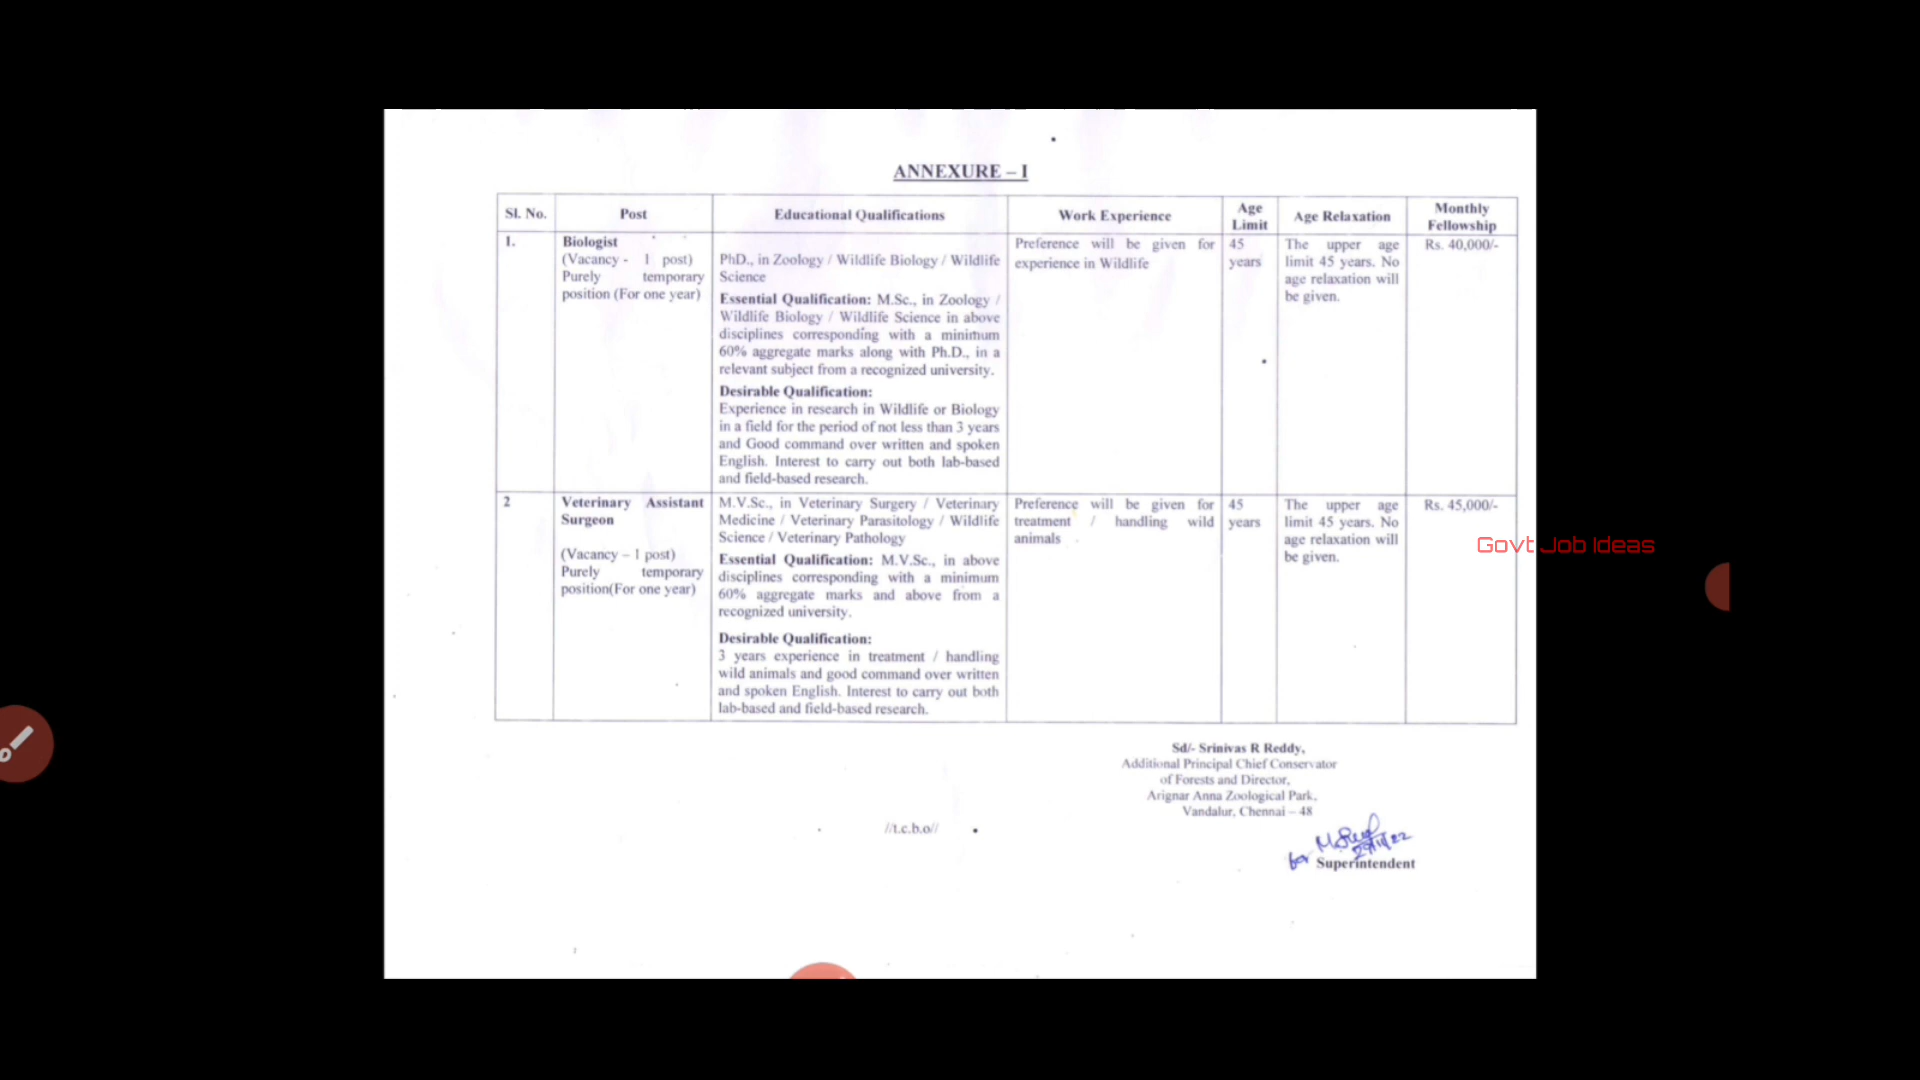 ANNEXURE – I
Sl. No.
Post
Educational Qualifications
Work Experience
Age
Limit
Age Relaxation
Monthly
Fellowship
1.
Biologist
(Vacancy - 1 post)
Purely temporary
position (For one year)
PhD., in Zoology / Wildlife Biology / Wildlife
Science
Essential Qualification: M.Sc., in Zoology /
Wildlife Biology / Wildlife Science in above
disciplines corresponding with a minimum
60% aggregate marks along with Ph.D., in a
relevant subject from a recognized university.
Desirable Qualification:
Experience in research in Wildlife or Biology
in a field for the period of not less than 3 years
and Good command over written and spoken
English. Interest to carry out both lab-based
and field-based research.
Preference will be given for
experience in Wildlife
45
years
The upper age
limit 45 years. No
age relaxation will
be given.
Rs. 40,000/-
2
Veterinary Assistant
Surgeon
(Vacancy – 1 post)
Purely temporary
position(For one year)
M.V.Sc., in Veterinary Surgery / Veterinary
Medicine / Veterinary Parasitology / Wildlife
Science / Veterinary Pathology
Essential Qualification: M.V.Sc., in above
disciplines corresponding with a minimum
60% aggregate marks and above from a
recognized university.
Desirable Qualification:
3 years experience in treatment / handling
wild animals and good command over written
and spoken English. Interest to carry out both
lab-based and field-based research.
Preference will be given for
treatment / handling wild
animals
45
years
The upper age
limit 45 years. No
age relaxation will
be given.
Rs. 45,000/-
Govt Job Ideas
Sd/- Srinivas R Reddy,
Additional Principal Chief Conservator
of Forests and Director,
Arignar Anna Zoological Park,
Vandalur, Chennai – 48
//t.c.b.o//
for
Superintendent